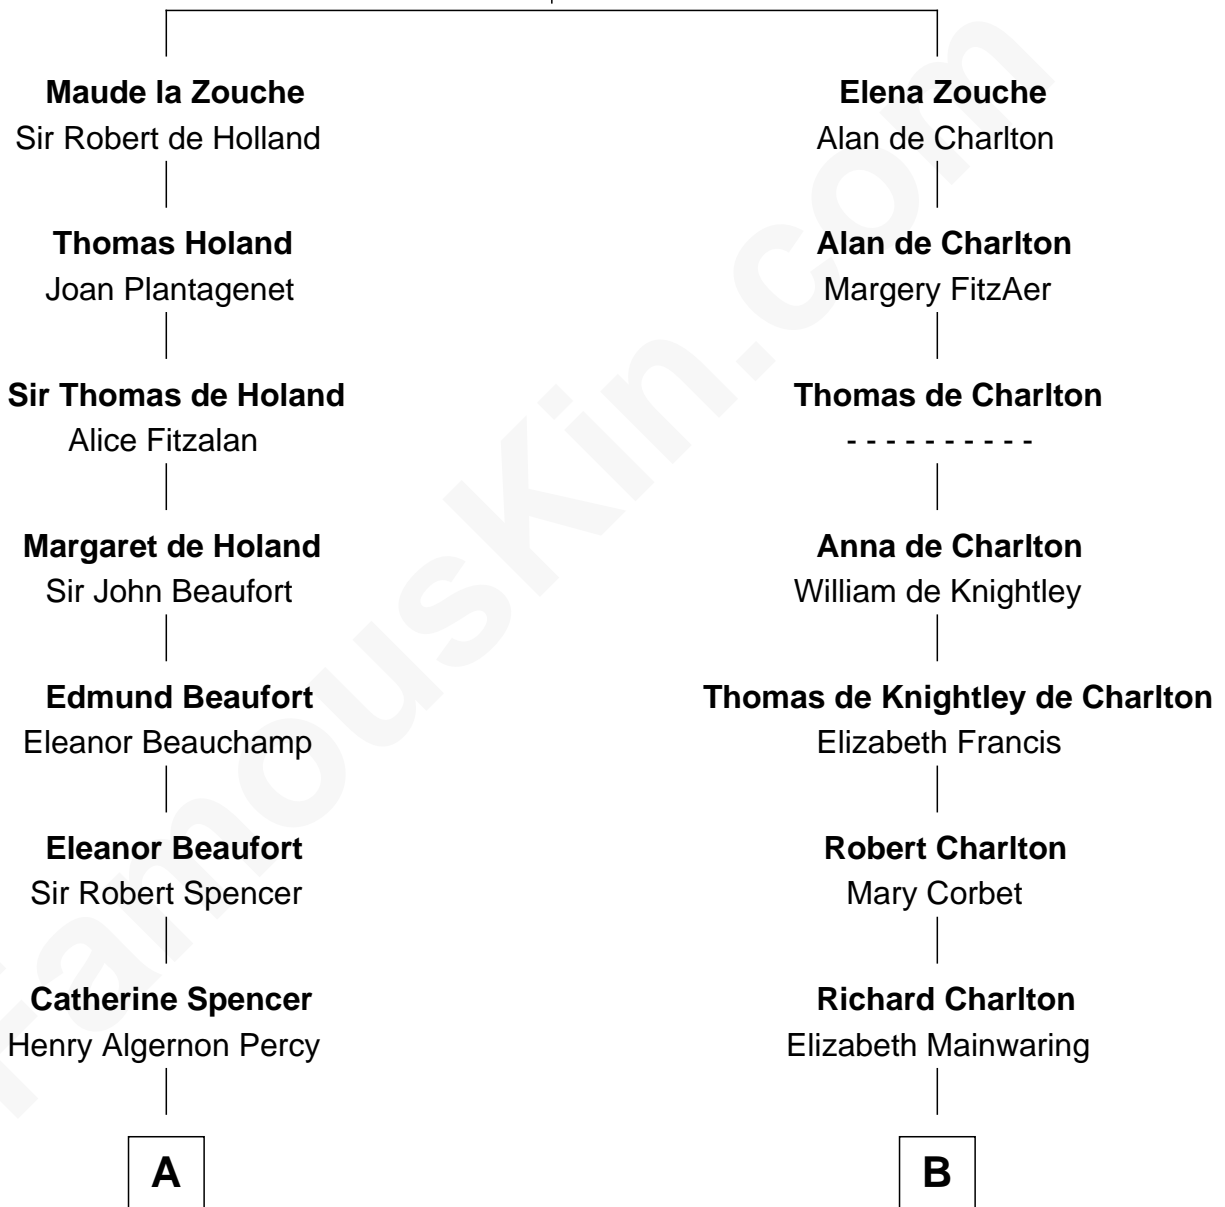 Maude la Zouche
Sir Robert de Holland
Thomas Holand
Joan Plantagenet
Sir Thomas de Holand
Alice Fitzalan
Margaret de Holand
Sir John Beaufort
Edmund Beaufort
Eleanor Beauchamp
Eleanor Beaufort
Sir Robert Spencer
Catherine Spencer
Henry Algernon Percy
A
Elena Zouche
Alan de Charlton
Alan de Charlton
Margery FitzAer
Thomas de Charlton
- - - - - - - - - -
Anna de Charlton
William de Knightley
Thomas de Knightley de Charlton
Elizabeth Francis
Robert Charlton
Mary Corbet
Richard Charlton
Elizabeth Mainwaring
B
FamousKin.com